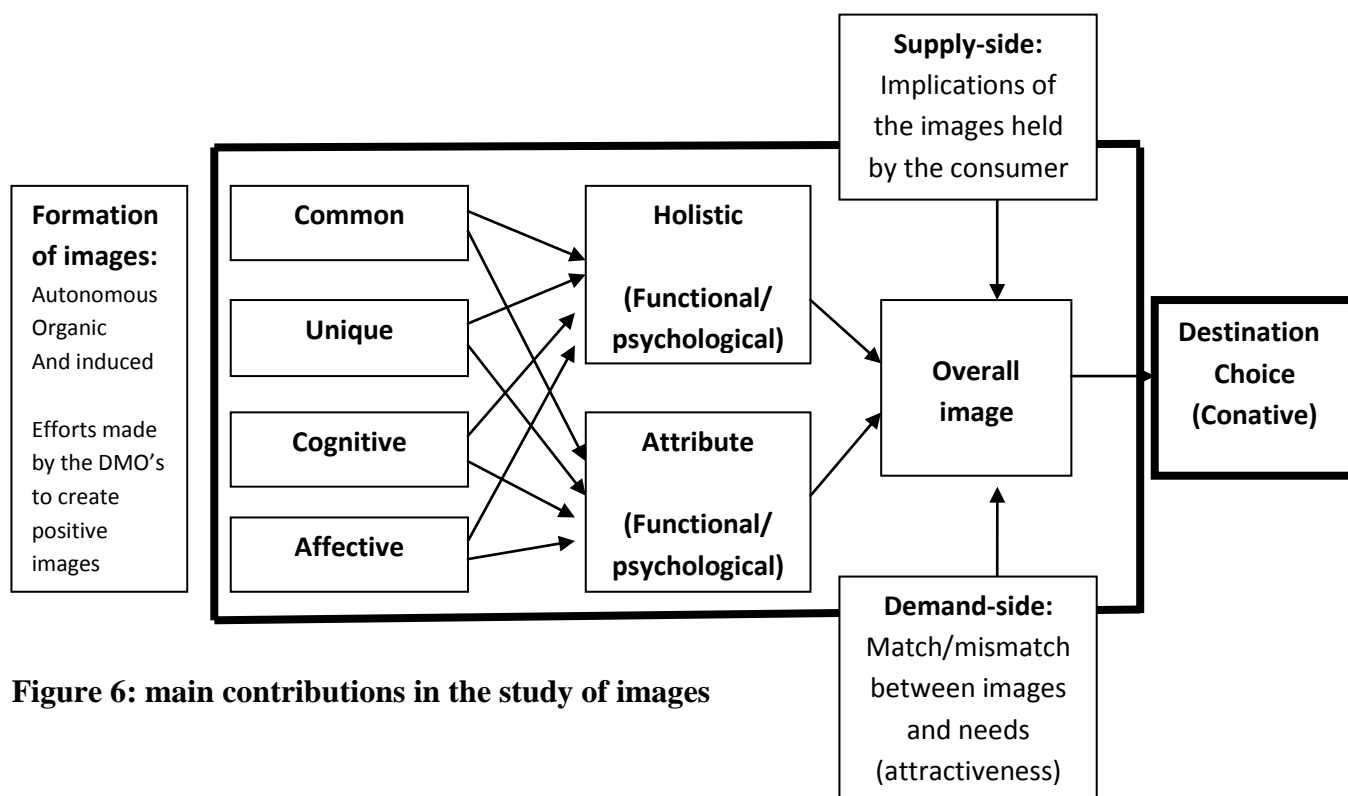 Formation
of images:
Autonomous
Organic
And induced
Efforts made
by the DMO’s
to create
positive
images
Common
Unique
Cognitive
Affective
Holistic
(Functional/
psychological)
Attribute
(Functional/
psychological)
Supply-side:
Implications of
the images held
by the consumer
Overall
image
Demand-side:
Match/mismatch
between images
and needs
(attractiveness)
Destination
Choice
(Conative)
Figure 6: main contributions in the study of images